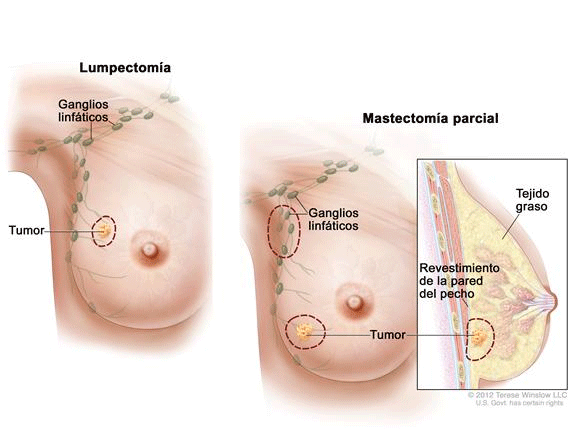 Lumpectomía
Ganglios
linfáticos
Tumor
Mastectomía parcial
Ganglios
linfáticos
Tejido
graso
Revestimiento
de la pared
del pecho
Tumor
© 2012 Terese Winslow LLC
U.S. Govt. has certain rights